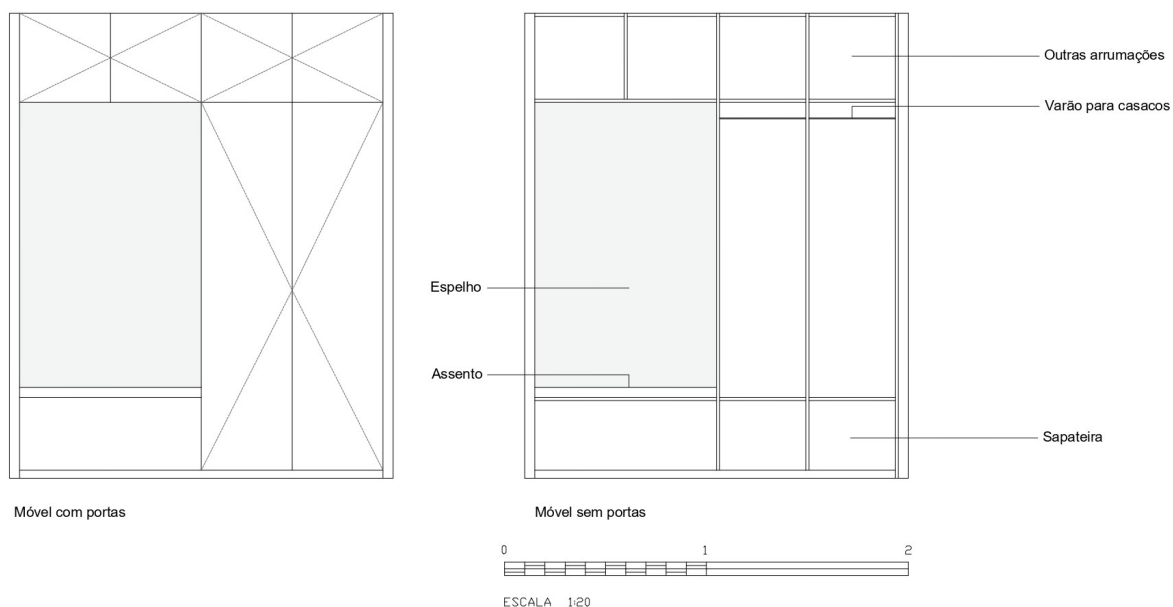 Outras arrumações
Varão para casacos
Espelho
Assento
Sapateira
Móvel com portas
Móvel sem portas
0 1 2
ESCALA 1:20